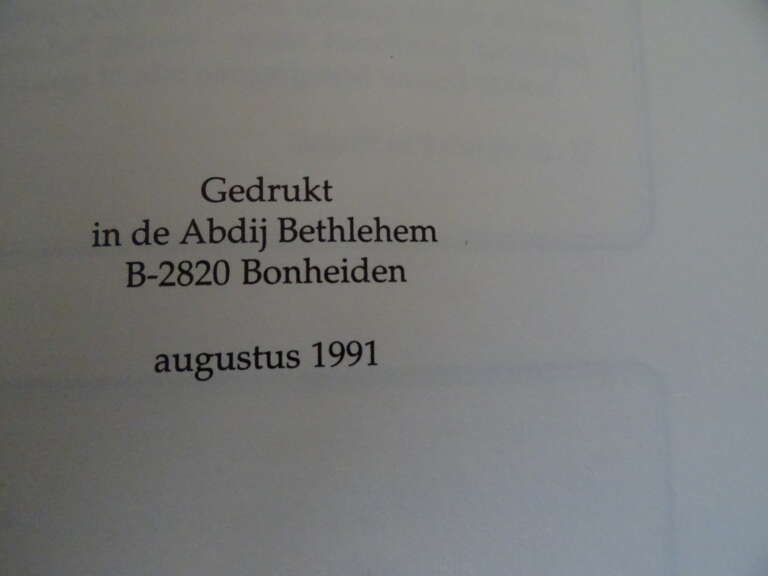 Gedrukt
in de Abdij Bethlehem
B-2820 Bonheiden
augustus 1991